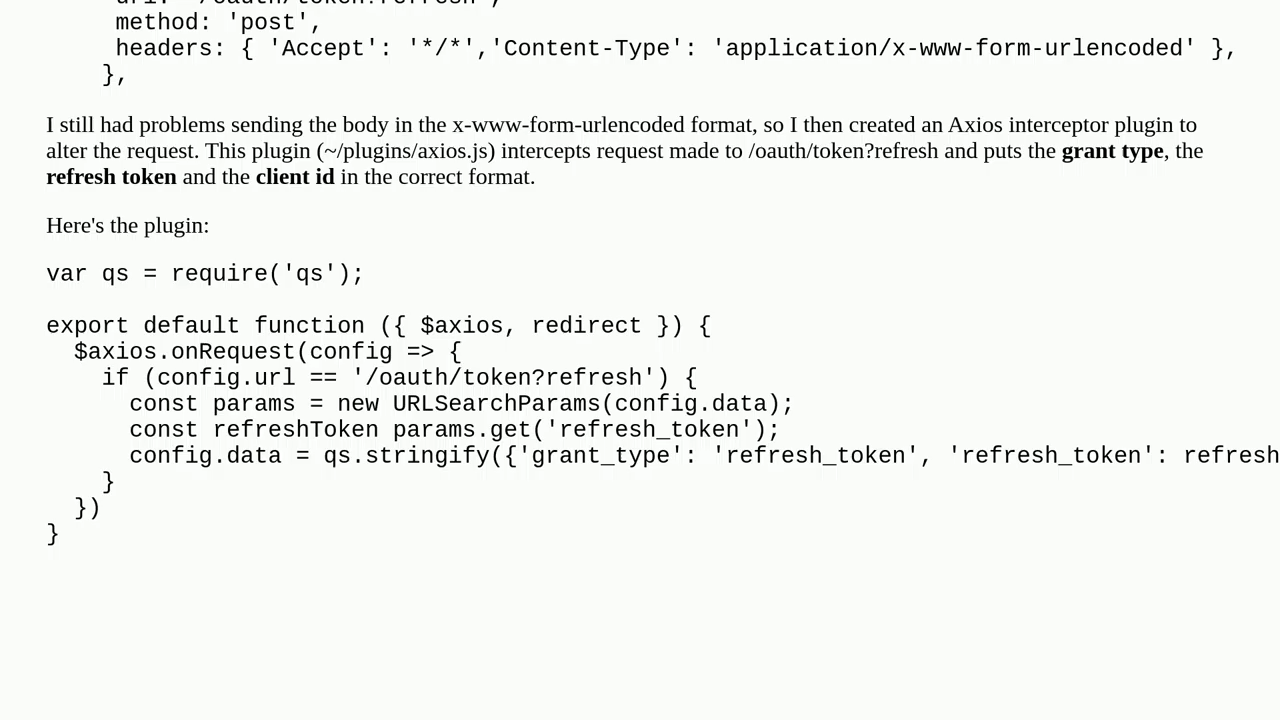 url: '/oauth/token?refresh',
method: 'post',
headers: { 'Accept': '*/*','Content-Type': 'application/x-www-form-urlencoded' },
},
I still had problems sending the body in the x-www-form-urlencoded format, so I then created an Axios interceptor plugin to
alter the request. This plugin (~/plugins/axios.js) intercepts request made to /oauth/token?refresh and puts the grant type, the
refresh token and the client id in the correct format.
Here's the plugin:
var qs = require('qs');
export default function ({ $axios, redirect }) {
$axios.onRequest(config => {
if (config.url == '/oauth/token?refresh') {
const params = new URLSearchParams(config.data);
const refreshToken params.get('refresh_token');
config.data = qs.stringify({'grant_type': 'refresh_token', 'refresh_token': refresh
}
})
}